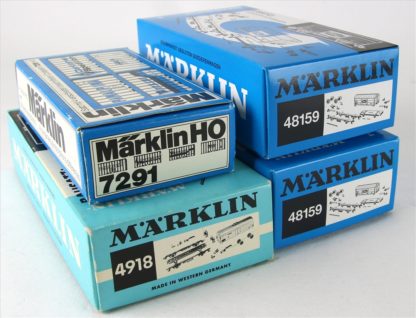 MÄRKLIN
MÄRKLIN
48159
Märklin
Märklin HO
7291
MÄRKLIN
48159
MÄRKLIN
4918
MADE IN WESTERN GERMANY